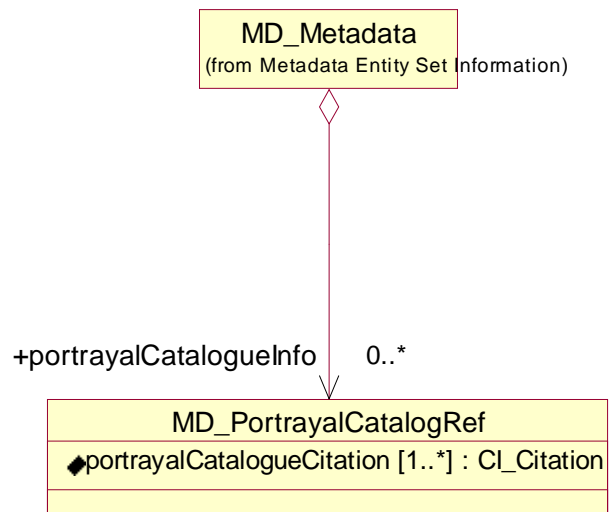 MD_Metadata
(from Metadata Entity Set Information)
+portrayalCatalogueInfo 0..*
MD_PortrayalCatalogRef
portrayalCatalogueCitation [1..*] : CI_Citation